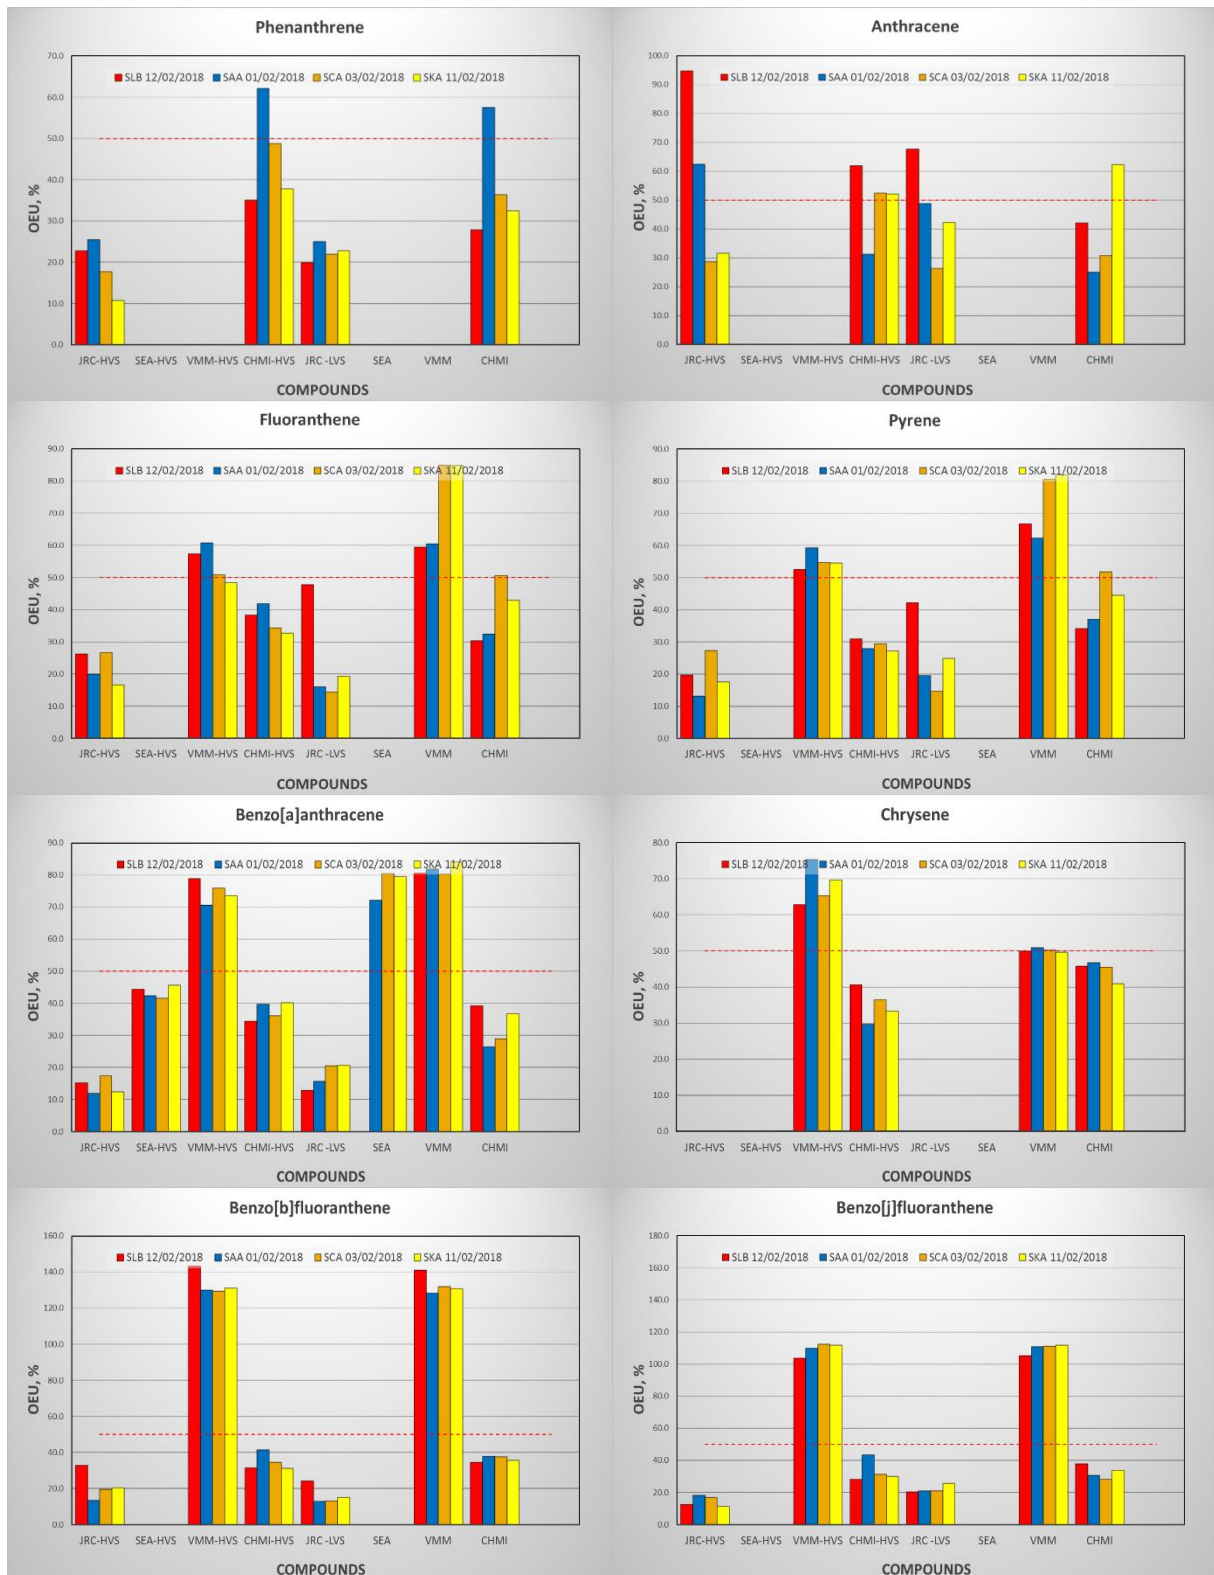 Phenanthrene
70.0
60.0
50.0
40.0
30.0
20.0
10.0
0.0
OEU, %
SLB 12/02/2018 SAA 01/02/2018 SCA 03/02/2018 SKA 11/02/2018
JRC-HVS SEA-HVS VMM-HVS CHMI-HVS JRC -LVS SEA VMM CHMI
COMPOUNDS
Anthracene
100.0
90.0
80.0
70.0
60.0
50.0
40.0
30.0
20.0
10.0
0.0
OEU, %
SLB 12/02/2018 SAA 01/02/2018 SCA 03/02/2018 SKA 11/02/2018
JRC-HVS SEA-HVS VMM-HVS CHMI-HVS JRC -LVS SEA VMM CHMI
COMPOUNDS
Fluoranthene
90.0
80.0
70.0
60.0
50.0
40.0
30.0
20.0
10.0
0.0
OEU, %
SLB 12/02/2018 SAA 01/02/2018 SCA 03/02/2018 SKA 11/02/2018
JRC-HVS SEA-HVS VMM-HVS CHMI-HVS JRC -LVS SEA VMM CHMI
COMPOUNDS
Pyrene
90.0
80.0
70.0
60.0
50.0
40.0
30.0
20.0
10.0
0.0
OEU, %
SLB 12/02/2018 SAA 01/02/2018 SCA 03/02/2018 SKA 11/02/2018
JRC-HVS SEA-HVS VMM-HVS CHMI-HVS JRC -LVS SEA VMM CHMI
COMPOUNDS
Benzo[a]anthracene
90.0
80.0
70.0
60.0
50.0
40.0
30.0
20.0
10.0
0.0
OEU, %
SLB 12/02/2018 SAA 01/02/2018 SCA 03/02/2018 SKA 11/02/2018
JRC-HVS SEA-HVS VMM-HVS CHMI-HVS JRC -LVS SEA VMM CHMI
COMPOUNDS
Chrysene
80.0
70.0
60.0
50.0
40.0
30.0
20.0
10.0
0.0
OEU, %
SLB 12/02/2018 SAA 01/02/2018 SCA 03/02/2018 SKA 11/02/2018
JRC-HVS SEA-HVS VMM-HVS CHMI-HVS JRC -LVS SEA VMM CHMI
COMPOUNDS
Benzo[b]fluoranthene
160.0
140.0
120.0
100.0
80.0
60.0
40.0
20.0
0.0
OEU, %
SLB 12/02/2018 SAA 01/02/2018 SCA 03/02/2018 SKA 11/02/2018
JRC-HVS SEA-HVS VMM-HVS CHMI-HVS JRC -LVS SEA VMM CHMI
COMPOUNDS
Benzo[j]fluoranthene
180.0
160.0
140.0
120.0
100.0
80.0
60.0
40.0
20.0
0.0
OEU, %
SLB 12/02/2018 SAA 01/02/2018 SCA 03/02/2018 SKA 11/02/2018
JRC-HVS SEA-HVS VMM-HVS CHMI-HVS JRC -LVS SEA VMM CHMI
COMPOUNDS